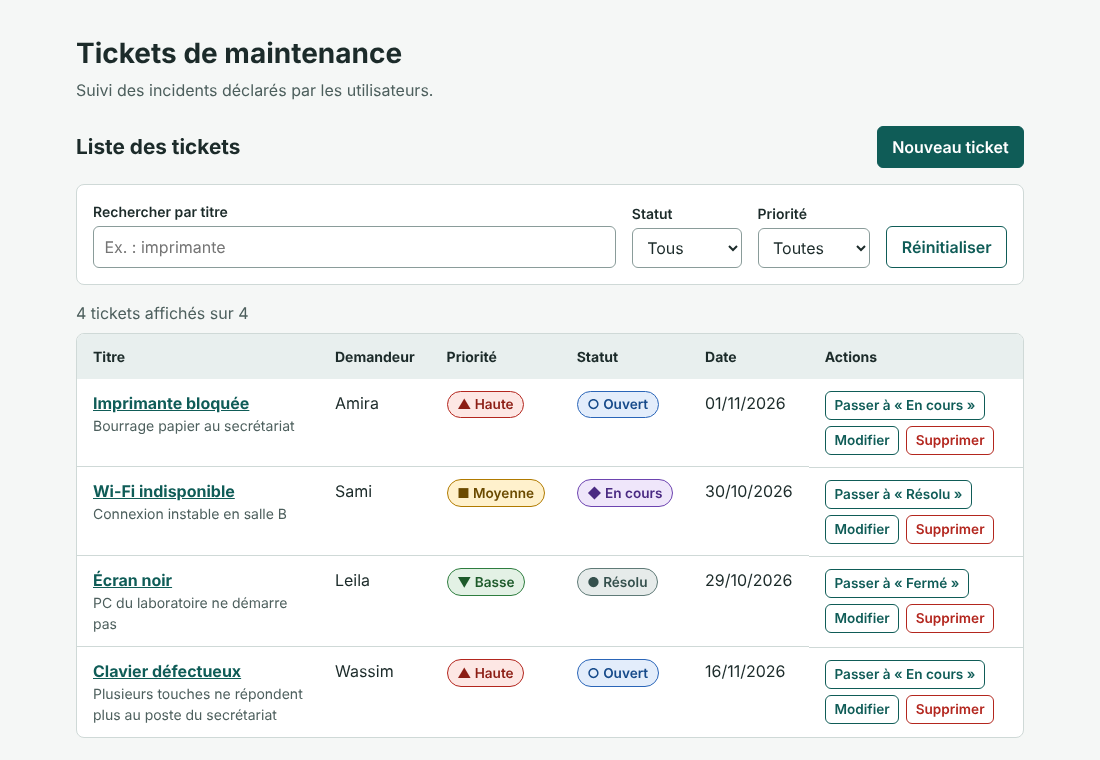 Tickets de maintenance
Suivi des incidents déclarés par les utilisateurs.
Liste des tickets
Nouveau ticket
Rechercher par titre
Statut
Priorité
Ex. : imprimante
Tous
Toutes
Réinitialiser
4 tickets affichés sur 4
Titre Demandeur Priorité Statut Date Actions
Imprimante bloquée Amira Haute Ouvert 01/11/2026 Passer à « En cours »
Bourrage papier au secrétariat
Modifier Supprimer
Wi-Fi indisponible Sami Moyenne En cours 30/10/2026 Passer à « Résolu »
Connexion instable en salle B
Modifier Supprimer
Écran noir Leila Basse Résolu 29/10/2026 Passer à « Fermé »
PC du laboratoire ne démarre
pas
Modifier Supprimer
Clavier défectueux Wassim Haute Ouvert 16/11/2026 Passer à « En cours »
Plusieurs touches ne répondent
plus au poste du secrétariat
Modifier Supprimer